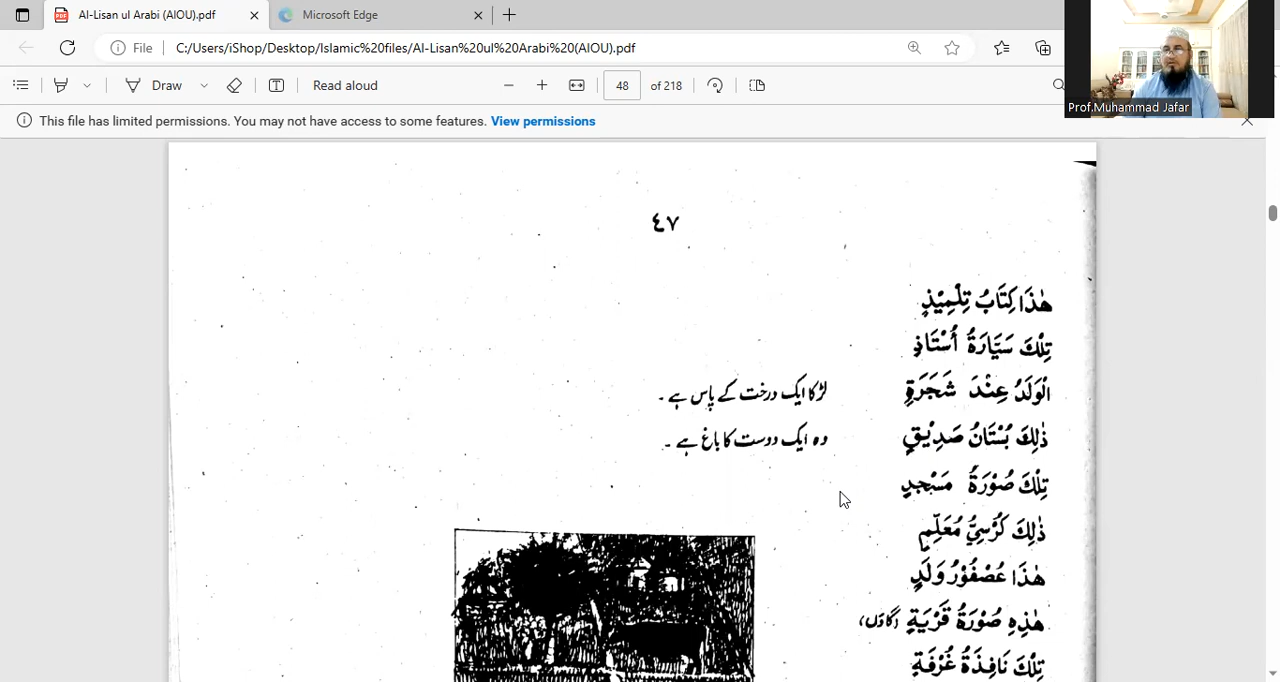 Al-Lisan ul Arabi (AIOU).pdf
Microsoft Edge
File C:/Users/iShop/Desktop/Islamic%20files/Al-Lisan%20ul%20Arabi%20(AIOU).pdf
Draw Read aloud 48 of 218
Prof.Muhammad Jafar
This file has limited permissions. You may not have access to some features. View permissions
٤٧
هٰذَا كِتَابُ تِلْمِيْذٍ
تِلْكَ سَيَّارَةُ أُسْتَاذٍ
الْوَلَدُ عِنْدَ شَجَرَةٍ لڑکا ایک درخت کے پاس ہے ۔
ذٰلِكَ بُسْتَانُ صَدِيْقٍ وہ ایک دوست کا باغ ہے ۔
تِلْكَ صُوْرَةُ مَسْجِدٍ
ذٰلِكَ كُرْسِيُّ مُعَلِّمٍ
هٰذَا عُصْفُوْرُ وَلَدٍ
هٰذِهِ صُوْرَةُ قَرْيَةٍ (گاؤں)
تِلْكَ نَافِذَةُ غُرْفَةٍ